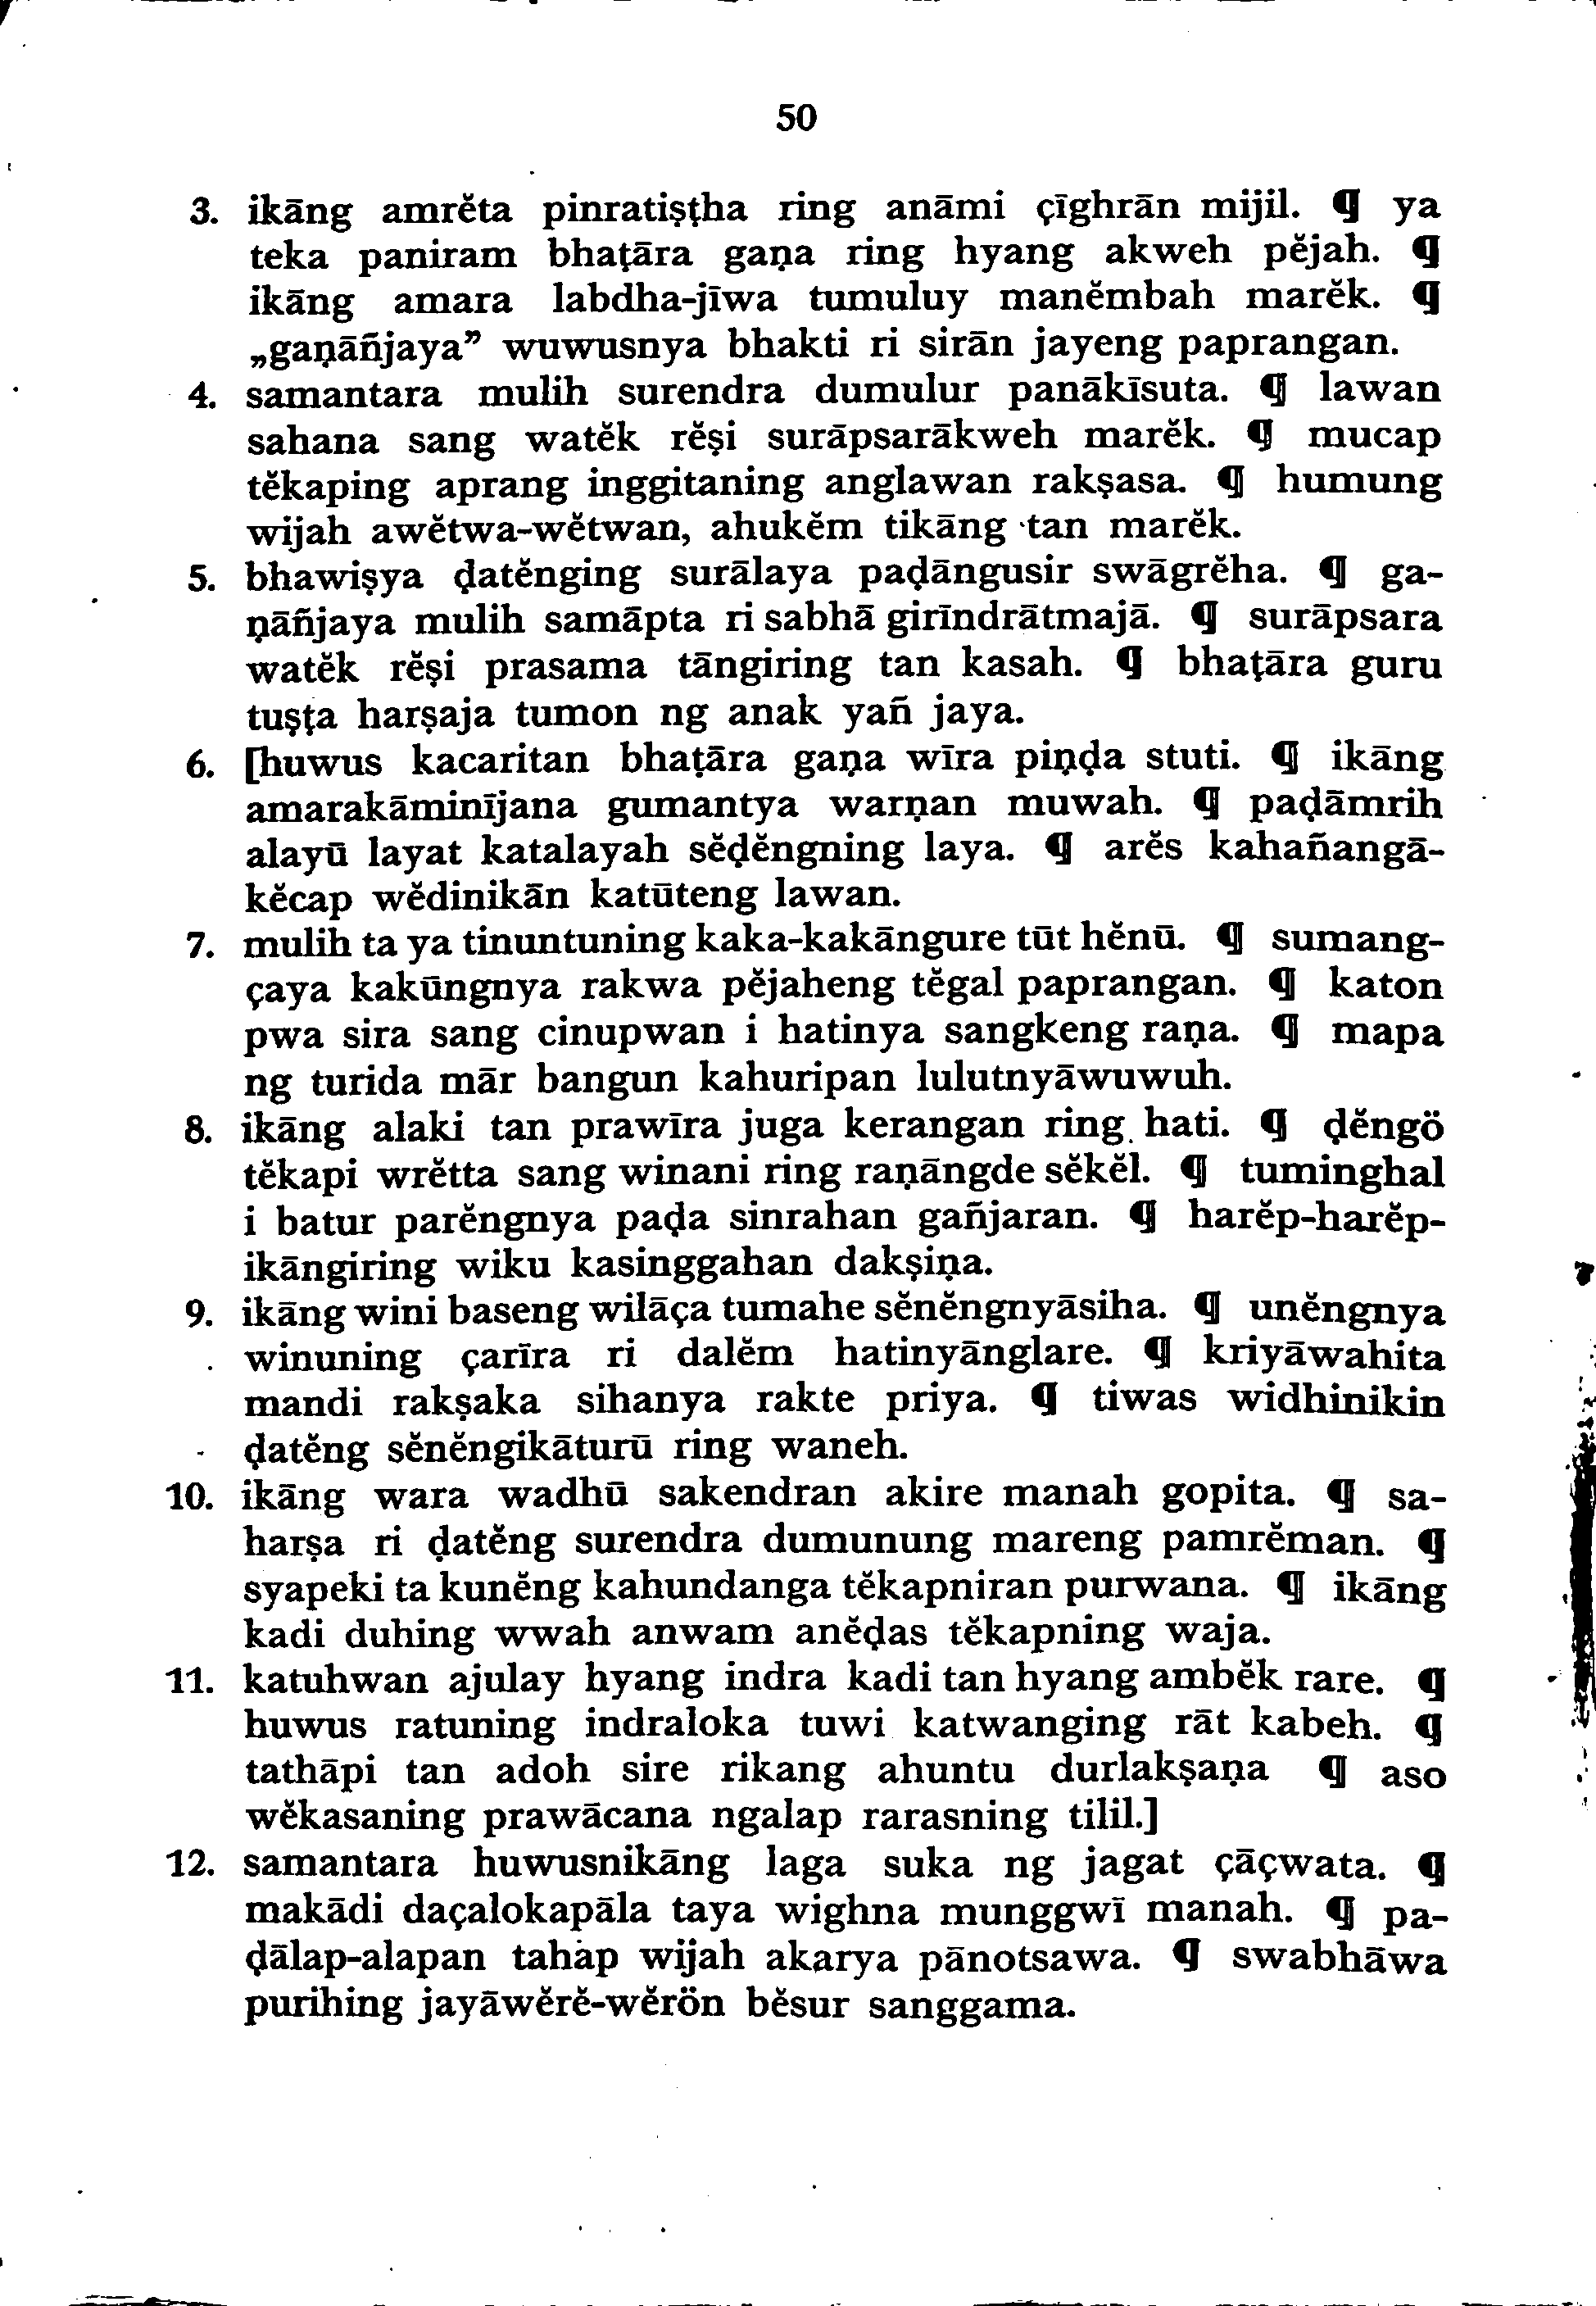 50
3. ikāng amrĕta pinratiṣṭha ring anāmi çīghrān mijil. ¶ ya
teka paniram bhaṭāra gaṇa ring hyang akweh pĕjah. ¶
ikāng amara labdha-jīwa tumuluy manĕmbah marĕk. ¶
„gaṇāñjaya” wuwusnya bhakti ri sirān jayeng paprangan.
4. samantara mulih surendra dumulur panākīsuta. ¶ lawan
sahana sang watĕk rĕṣi surāpsarākweh marĕk. ¶ mucap
tĕkaping aprang inggitaning anglawan rakṣasa. ¶ humung
wijah awĕtwa-wĕtwan, ahukĕm tikāng tan marĕk.
5. bhawiṣya ḍatĕnging surālaya paḍāngusir swāgrĕha. ¶ ga-
ṇāñjaya mulih samāpta ri sabhā girīndrātmajā. ¶ surāpsara
watĕk rĕṣi prasama tāngiring tan kasah. ¶ bhaṭāra guru
tuṣṭa harṣaja tumon ng anak yañ jaya.
6. [huwus kacaritan bhaṭāra gaṇa wīra piṇḍa stuti. ¶ ikāng
amarakāminījana gumantya warṇan muwah. ¶ paḍāmrih
alayū layat katalayah sĕḍĕngning laya. ¶ arĕs kahañangā-
kĕcap wĕdinikān katūteng lawan.
7. mulih ta ya tinuntuning kaka-kakāngure tūt hĕnū. ¶ sumang-
çaya kakūngnya rakwa pĕjaheng tĕgal paprangan. ¶ katon
pwa sira sang cinupwan i hatinya sangkeng raṇa. ¶ mapa
ng turida mār bangun kahuripan lulutnyāwuwuh.
8. ikāng alaki tan prawīra juga kerangan ring hati. ¶ ḍĕngö
tĕkapi wrĕtta sang winani ring raṇāngde sĕkĕl. ¶ tuminghal
i batur parĕngnya paḍa sinrahan gañjaran. ¶ harĕp-harĕp-
ikāngiring wiku kasinggahan dakṣiṇa.
9. ikāng wini baseng wilāça tumahe sĕnĕngnyāsiha. ¶ unĕngnya
winuning çarīra ri dalĕm hatinyānglare. ¶ kriyāwahita
mandi rakṣaka sihanya rakte priya. ¶ tiwas widhinikin
ḍatĕng sĕnĕngikāturū ring waneh.
10. ikāng wara wadhū sakendran akire manah gopita. ¶ sa-
harṣa ri ḍatĕng surendra dumunung mareng pamrĕman. ¶
syapeki ta kunĕng kahundanga tĕkapniran purwana. ¶ ikāng
kadi duhing wwah anwam anĕḍas tĕkapning waja.
11. katuhwan ajulay hyang indra kadi tan hyang ambĕk rare. ¶
huwus ratuning indraloka tuwi katwanging rāt kabeh. ¶
tathāpi tan adoh sire rikang ahuntu durlakṣaṇa ¶ aso
wĕkasaning prawācana ngalap rarasning tilil.]
12. samantara huwusnikāng laga suka ng jagat çāçwata. ¶
makādi daçalokapāla taya wighna munggwī manah. ¶ pa-
ḍālap-alapan tahap wijah akarya pānotsawa. ¶ swabhāwa
purihing jayāwĕrĕ-wĕrön bĕsur sanggama.